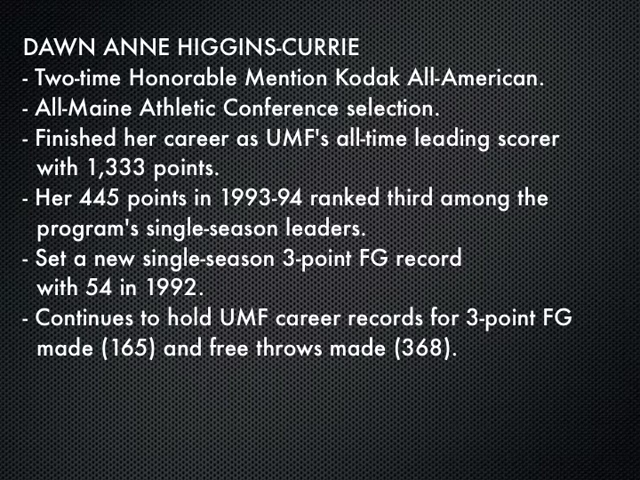 DAWN ANNE HIGGINS-CURRIE
- Two-time Honorable Mention Kodak All-American.
- All-Maine Athletic Conference selection.
- Finished her career as UMF's all-time leading scorer
with 1,333 points.
- Her 445 points in 1993-94 ranked third among the
program's single-season leaders.
- Set a new single-season 3-point FG record
with 54 in 1992.
- Continues to hold UMF career records for 3-point FG
made (165) and free throws made (368).